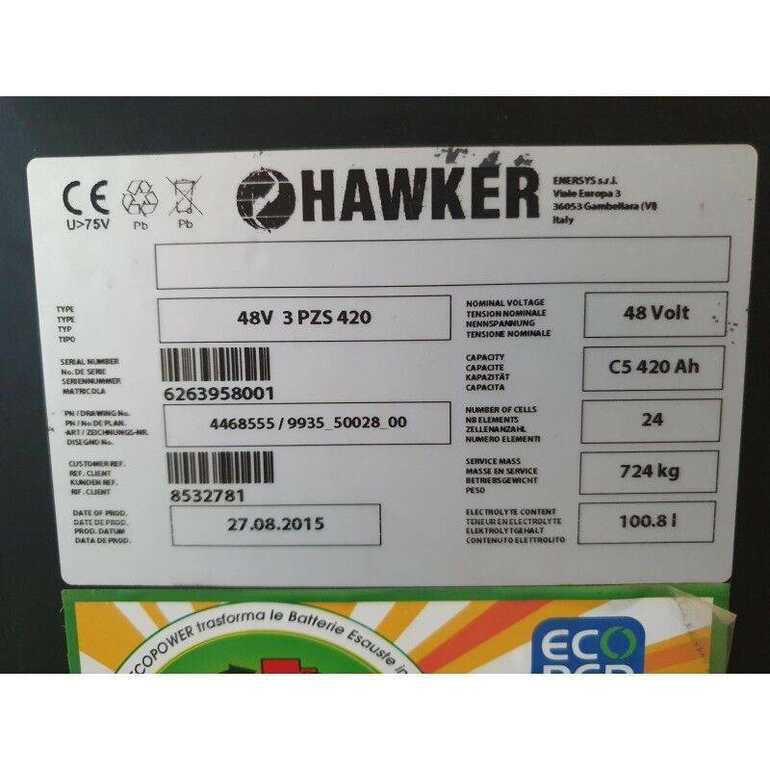 CE
U>75V
Pb
Pb
HAWKER
ENERSYS s.r.l.
Viale Europa 3
36053 Gambellara (VI)
Italy
TYPE
TYPE
TYP
TIPO
48V 3 PZS 420
NOMINAL VOLTAGE
TENSION NOMINALE
NENNSPANNUNG
TENSIONE NOMINALE
48 Volt
SERIAL NUMBER
No. DE SERIE
SERIENNUMMER
MATRICOLA
6263958001
CAPACITY
CAPACITE
KAPAZITÄT
CAPACITA
C5 420 Ah
PN / DRAWING No.
PN / No DE PLAN.
-ART / ZEICHNUNGS-NR.
DISEGNO No.
4468555 / 9935_50028_00
NUMBER OF CELLS
NB ELEMENTS
ZELLENANZAHL
NUMERO ELEMENTI
24
CUSTOMER REF.
REF. CLIENT
KUNDEN REF.
RIF. CLIENT
8532781
SERVICE MASS
MASSE EN SERVICE
BETRIEBSGEWICHT
PESO
724 kg
DATE OF PROD.
DATE DE PROD.
PROD. DATUM
DATA DE PROD.
27.08.2015
ELECTROLYTE CONTENT
TENEUR EN ELECTROLYTE
ELEKTROLYTGEHALT
CONTENUTO ELETTROLITO
100.8 l
ECOPOWER trasforma le Batterie Esauste in
ECO